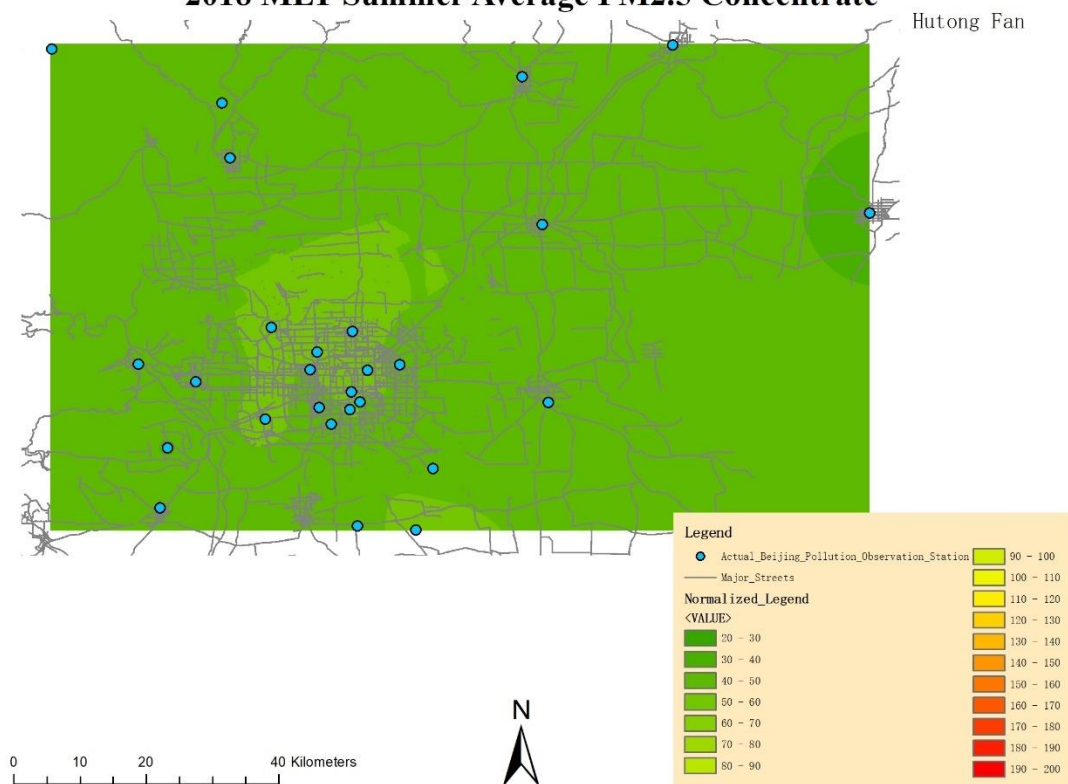 2018 MLT Summer Average PM2.5 Concentrate
Hutong Fan
Legend
Actual_Beijing_Pollution_Observation_Station
Major_Streets
Normalized_Legend
<VALUE>
20 - 30
30 - 40
40 - 50
50 - 60
60 - 70
70 - 80
80 - 90
90 - 100
100 - 110
110 - 120
120 - 130
130 - 140
140 - 150
150 - 160
160 - 170
170 - 180
180 - 190
190 - 200
N
0 10 20 40 Kilometers